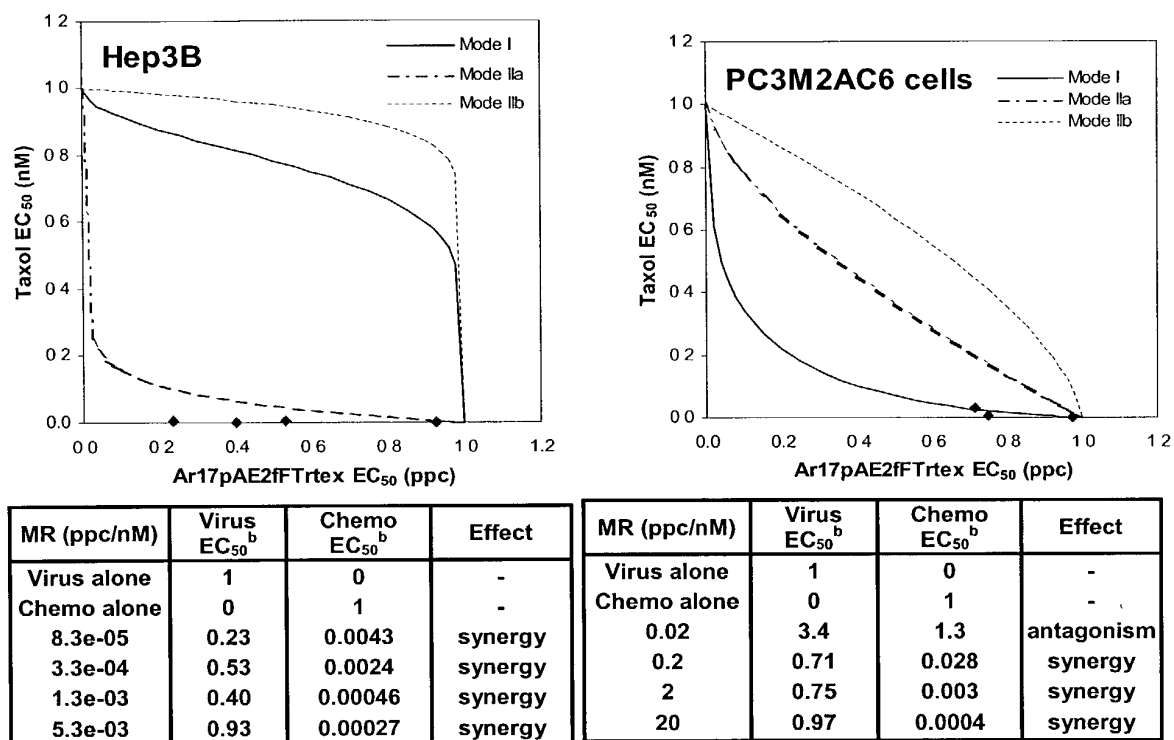 Hep3B
Mode I
Mode IIa
Mode IIb
1 2
1 0
0 8
0 6
0 4
0 2
0.0
Taxol EC50 (nM)
0 0 0 2 0 4 0 6 0 8 1 0 1 2
Ar17pAE2fFTrtex EC50 (ppc)
PC3M2AC6 cells
Mode I
Mode IIa
Mode IIb
1 2
1 0
0 8
0 6
0 4
0 2
0 0
Taxol EC50 (nM)
0.0 0 2 0 4 0 6 0 8 1 0 1 2
Ar17pAE2fFTrtex EC50 (ppc)
MR (ppc/nM) Virus EC50b Chemo EC50b Effect
Virus alone 1 0 -
Chemo alone 0 1 -
8.3e-05 0.23 0.0043 synergy
3.3e-04 0.53 0.0024 synergy
1.3e-03 0.40 0.00046 synergy
5.3e-03 0.93 0.00027 synergy
MR (ppc/nM) Virus EC50b Chemo EC50b Effect
Virus alone 1 0 -
Chemo alone 0 1 -
0.02 3.4 1.3 antagonism
0.2 0.71 0.028 synergy
2 0.75 0.003 synergy
20 0.97 0.0004 synergy